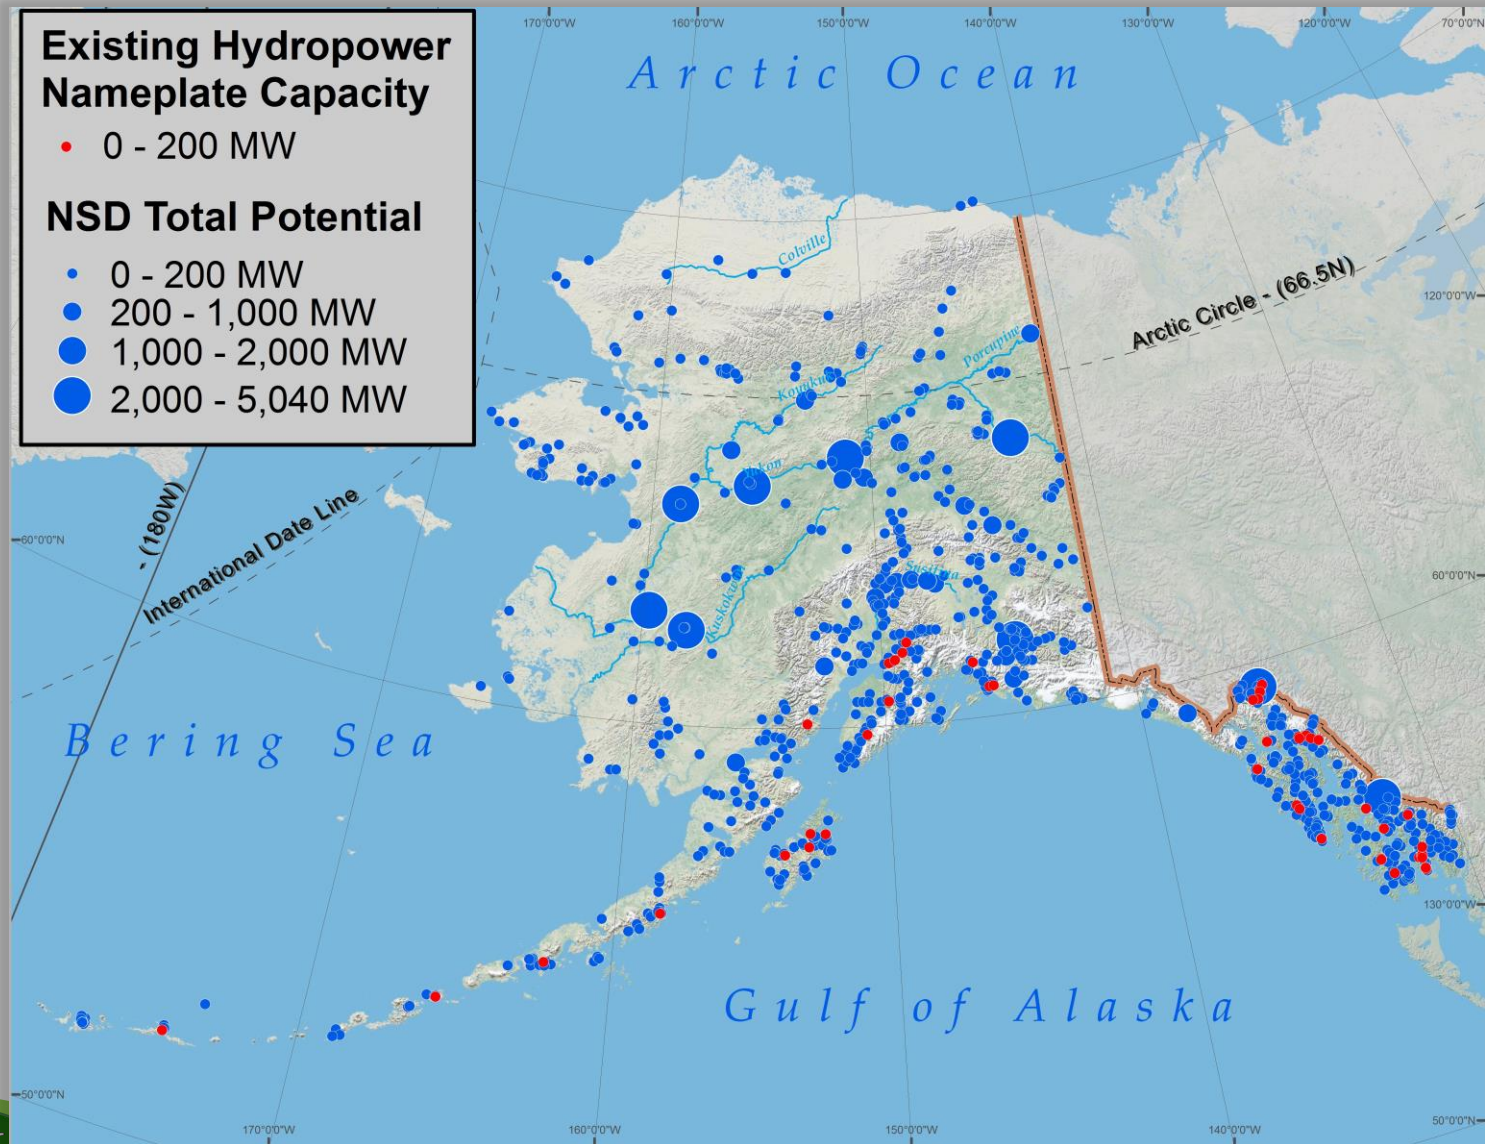 170°0'0"W
160°0'0"W
150°0'0"W
140°0'0"W
130°0'0"W
120°0'0"W
70°0'0"N
Existing Hydropower
Nameplate Capacity
0 - 200 MW
NSD Total Potential
0 - 200 MW
200 - 1,000 MW
1,000 - 2,000 MW
2,000 - 5,040 MW
Arctic Ocean
Colville
120°0'0"W
Arctic Circle - (66.5N)
Porcupine
Koyukuk
Yukon
- (180W)
International Date Line
60°0'0"N
60°0'0"N
Susitna
Kuskokwim
Bering Sea
130°0'0"W
Gulf of Alaska
50°0'0"N
50°0'0"N
170°0'0"W
160°0'0"W
150°0'0"W
140°0'0"W